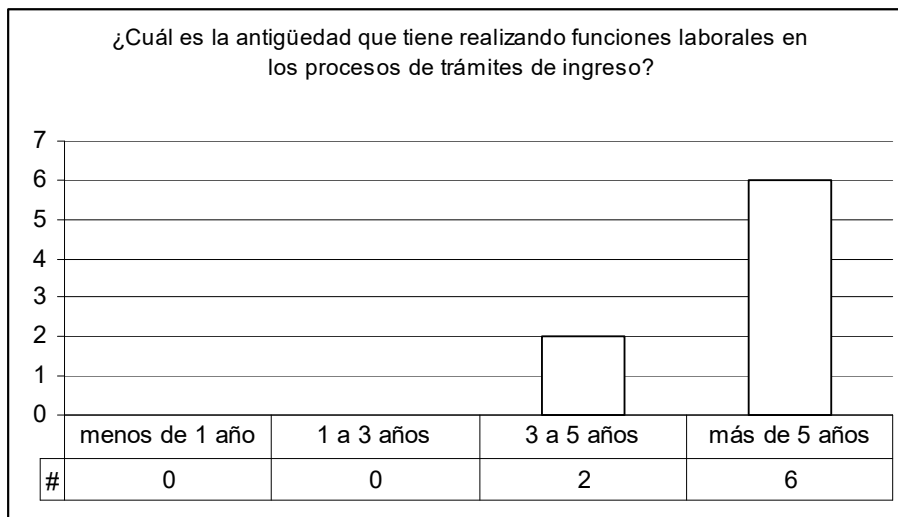 ¿Cuál es la antigüedad que tiene realizando funciones laborales en
los procesos de trámites de ingreso?
7
6
5
4
3
2
1
0
menos de 1 año 1 a 3 años 3 a 5 años más de 5 años
# 0 0 2 6